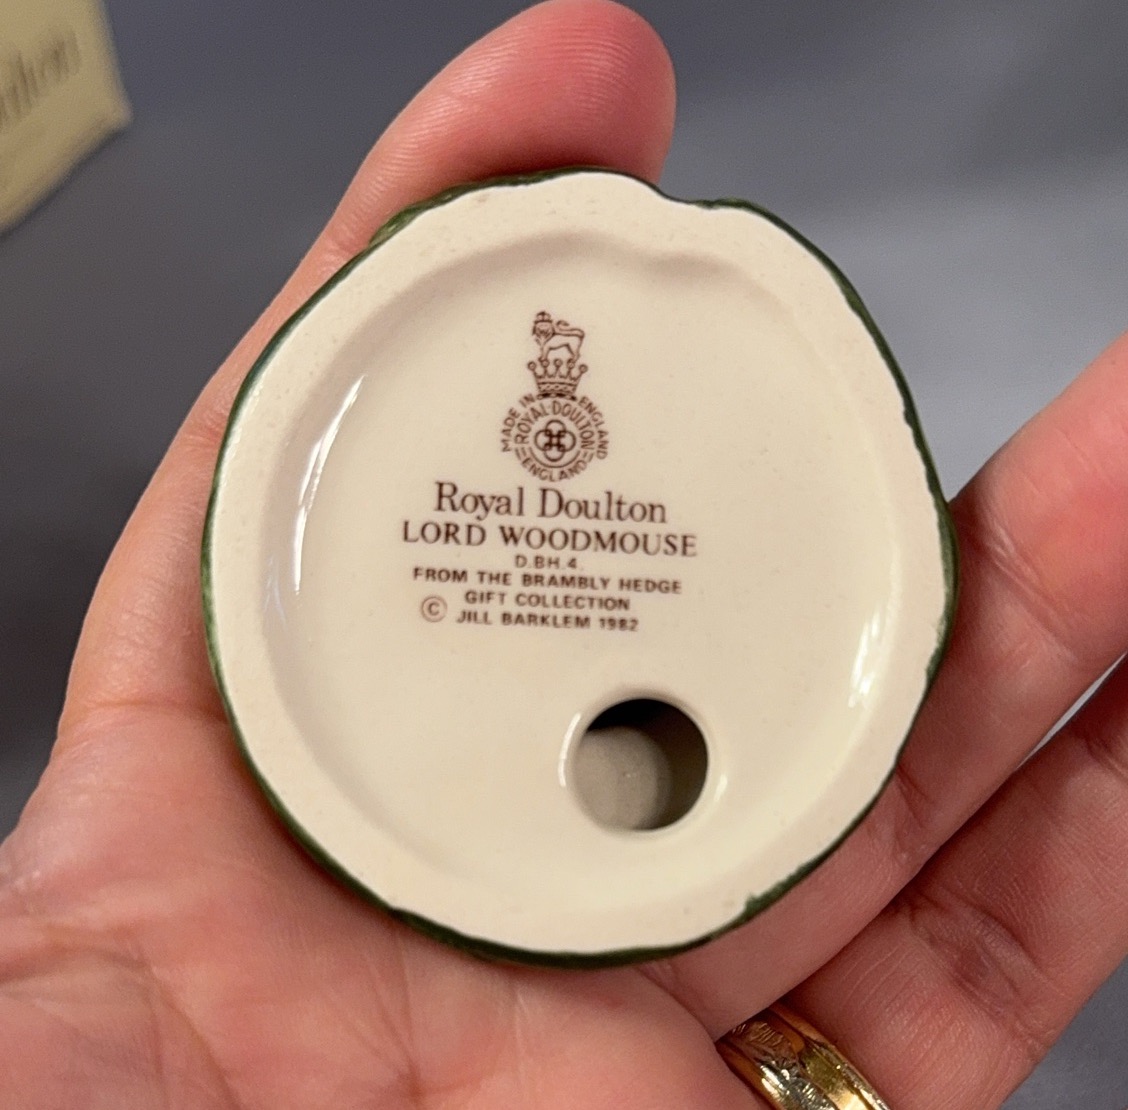 MADE IN ENGLAND
ROYAL·DOULTON
ENGLAND
Royal Doulton
LORD WOODMOUSE
D.BH.4.
FROM THE BRAMBLY HEDGE
GIFT COLLECTION
© JILL BARKLEM 1982